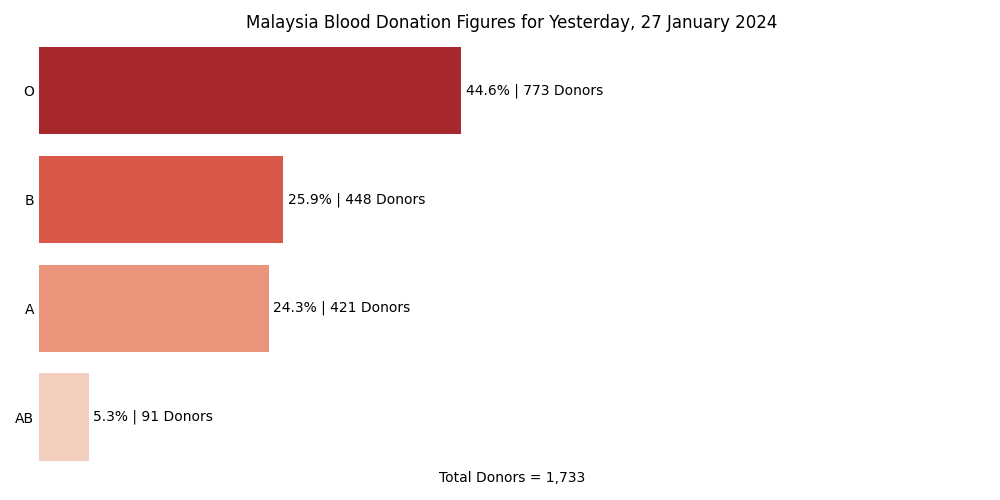 Malaysia Blood Donation Figures for Yesterday, 27 January 2024
O
44.6% | 773 Donors
B
25.9% | 448 Donors
A
24.3% | 421 Donors
AB
5.3% | 91 Donors
Total Donors = 1,733